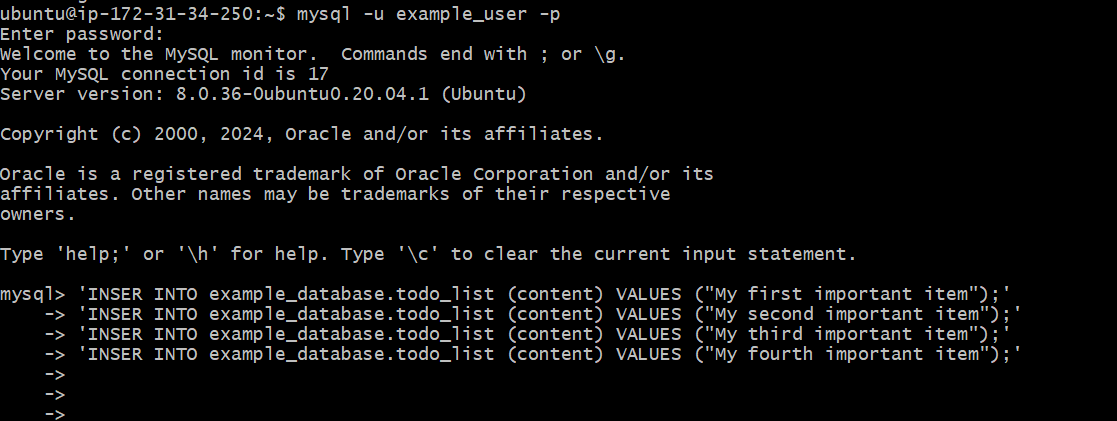 ubuntu@ip-172-31-34-250:~$ mysql -u example_user -p
Enter password:
Welcome to the MySQL monitor.  Commands end with ; or \g.
Your MySQL connection id is 17
Server version: 8.0.36-0ubuntu0.20.04.1 (Ubuntu)
Copyright (c) 2000, 2024, Oracle and/or its affiliates.
Oracle is a registered trademark of Oracle Corporation and/or its
affiliates. Other names may be trademarks of their respective
owners.
Type 'help;' or '\h' for help. Type '\c' to clear the current input statement.
mysql> 'INSER INTO example_database.todo_list (content) VALUES ("My first important item");'
    -> 'INSER INTO example_database.todo_list (content) VALUES ("My second important item");'
    -> 'INSER INTO example_database.todo_list (content) VALUES ("My third important item");'
    -> 'INSER INTO example_database.todo_list (content) VALUES ("My fourth important item");'
    ->
    ->
    ->